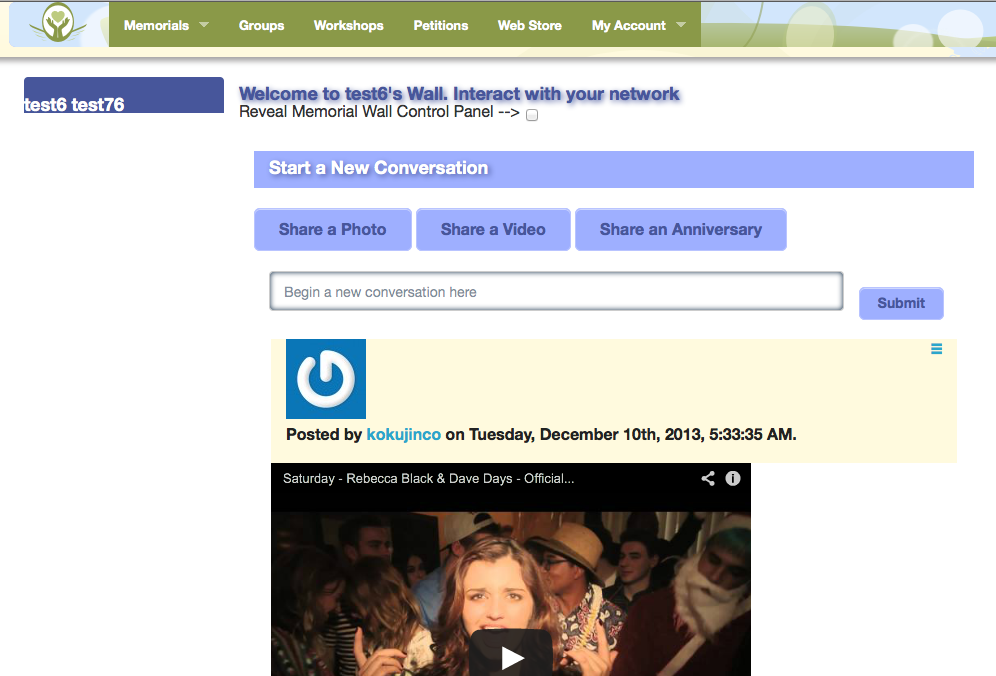 Memorials Groups Workshops Petitions Web Store My Account
test6 test76
Welcome to test6's Wall. Interact with your network
Reveal Memorial Wall Control Panel -->
Start a New Conversation
Share a Photo Share a Video Share an Anniversary
Begin a new conversation here
Submit
Posted by kokujinco on Tuesday, December 10th, 2013, 5:33:35 AM.
Saturday - Rebecca Black & Dave Days - Official...